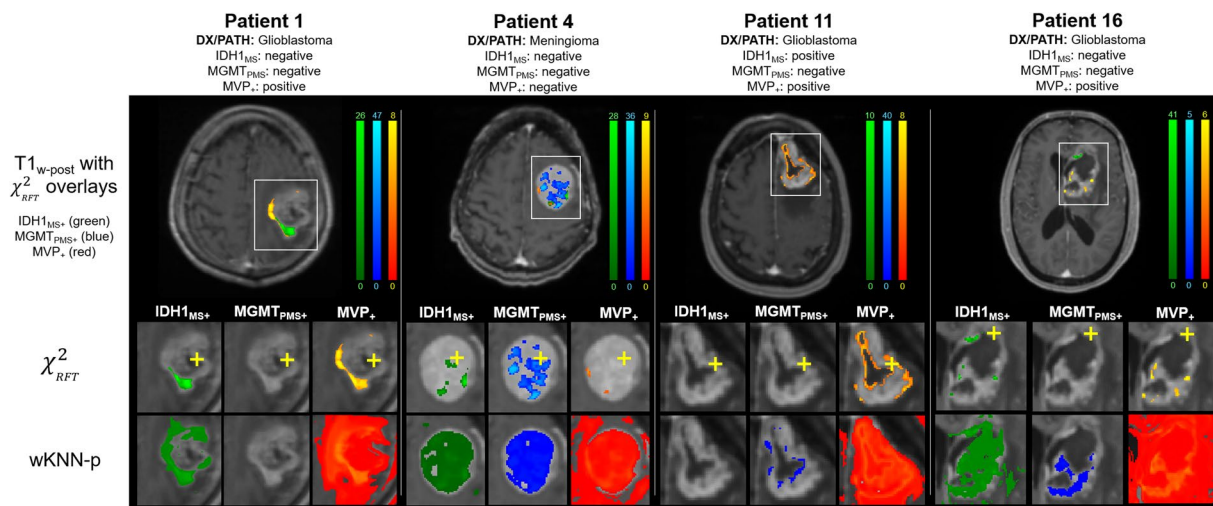 Patient 1
DX/PATH: Glioblastoma
IDH1MS: negative
MGMTPMS: negative
MVP+: positive
Patient 4
DX/PATH: Meningioma
IDH1MS: negative
MGMTPMS: negative
MVP+: negative
Patient 11
DX/PATH: Glioblastoma
IDH1MS: positive
MGMTPMS: negative
MVP+: positive
Patient 16
DX/PATH: Glioblastoma
IDH1MS: negative
MGMTPMS: negative
MVP+: positive
T1w-post with
χ²RFT overlays
IDH1MS+ (green)
MGMTPMS+ (blue)
MVP+ (red)
26 47 8
0 0 0
28 36 9
0 0 0
10 40 8
0 0 0
41 5 6
0 0 0
IDH1MS+ MGMTPMS+ MVP+
IDH1MS+ MGMTPMS+ MVP+
IDH1MS+ MGMTPMS+ MVP+
IDH1MS+ MGMTPMS+ MVP+
χ²RFT
wKNN-p